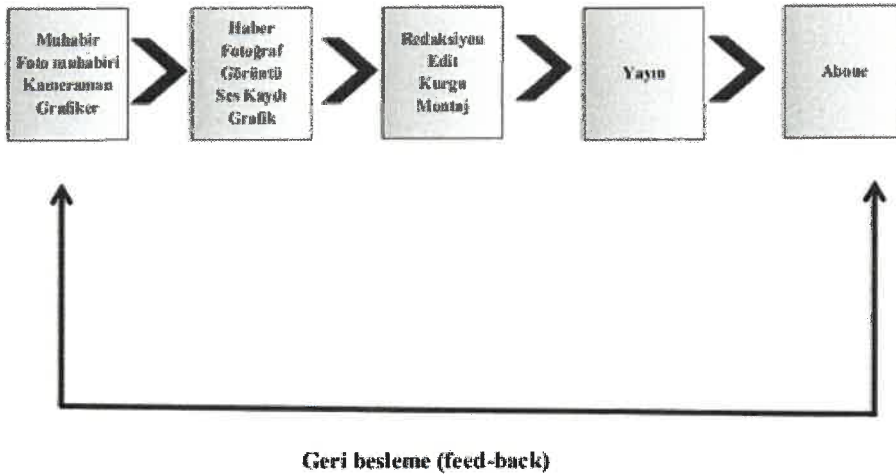 Muhabir
Foto muhabiri
Kameraman
Grafiker
Haber
Fotoğraf
Görüntü
Ses Kaydı
Grafik
Redaksiyon
Edit
Kurgu
Montaj
Yayın
Abone
Geri besleme (feed-back)